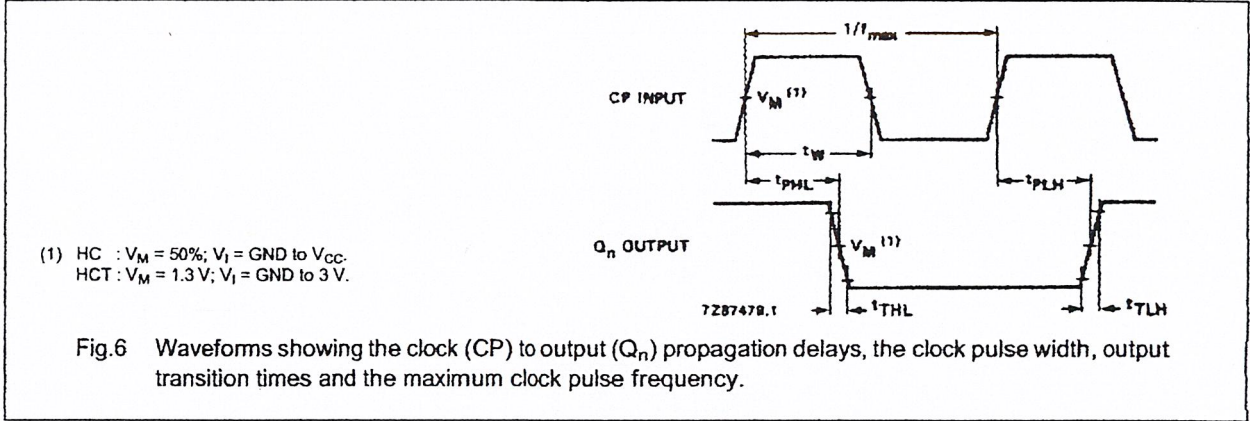 1/fmax
CP INPUT
VM(1)
tW
tPHL
tPLH
Qn OUTPUT
VM(1)
(1) HC : VM = 50%; VI = GND to VCC.
HCT : VM = 1.3 V; VI = GND to 3 V.
7Z87479.1
tTHL
tTLH
Fig.6 Waveforms showing the clock (CP) to output (Qn) propagation delays, the clock pulse width, output
transition times and the maximum clock pulse frequency.